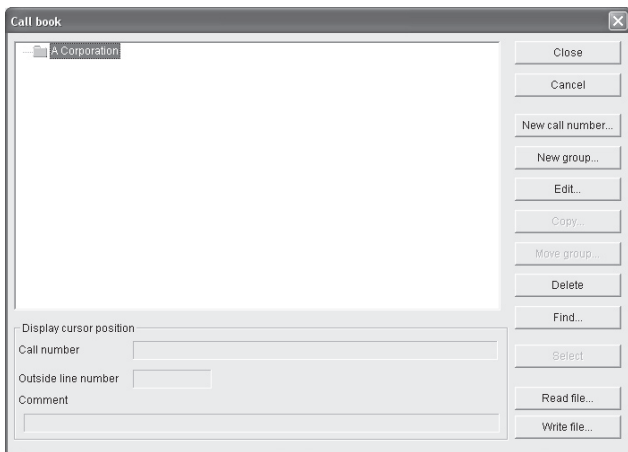 Call book
A Corporation
Close
Cancel
New call number...
New group...
Edit...
Copy...
Move group...
Delete
Find...
Select
Read file...
Write file...
Display cursor position
Call number
Outside line number
Comment